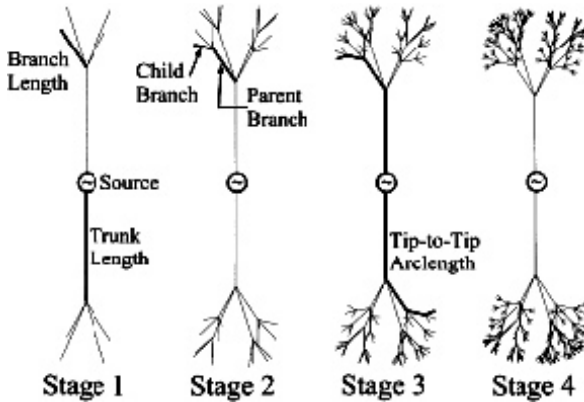 Branch
Length
Child
Branch
Parent
Branch
~ Source
~
~
~
Trunk
Length
Tip-to-Tip
Arclength
Stage 1
Stage 2
Stage 3
Stage 4